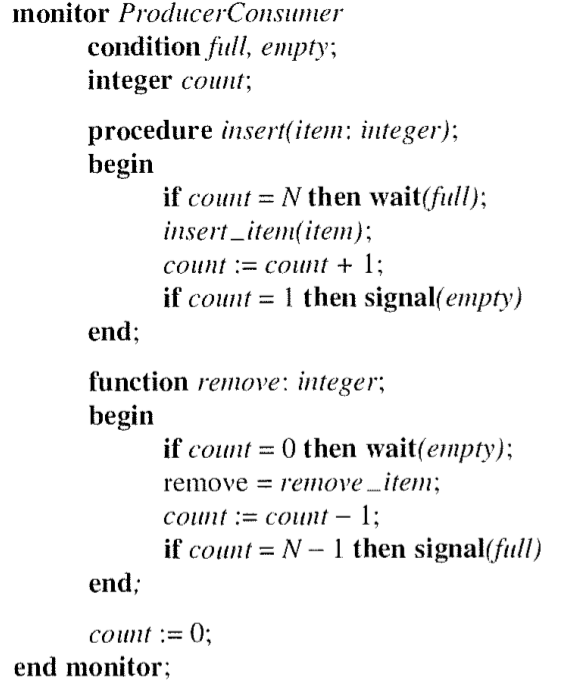 monitor ProducerConsumer
condition full, empty;
integer count;
procedure insert(item: integer);
begin
if count = N then wait(full);
insert_item(item);
count := count + 1;
if count = 1 then signal(empty)
end;
function remove: integer;
begin
if count = 0 then wait(empty);
remove = remove_item;
count := count − 1;
if count = N − 1 then signal(full)
end;
count := 0;
end monitor;